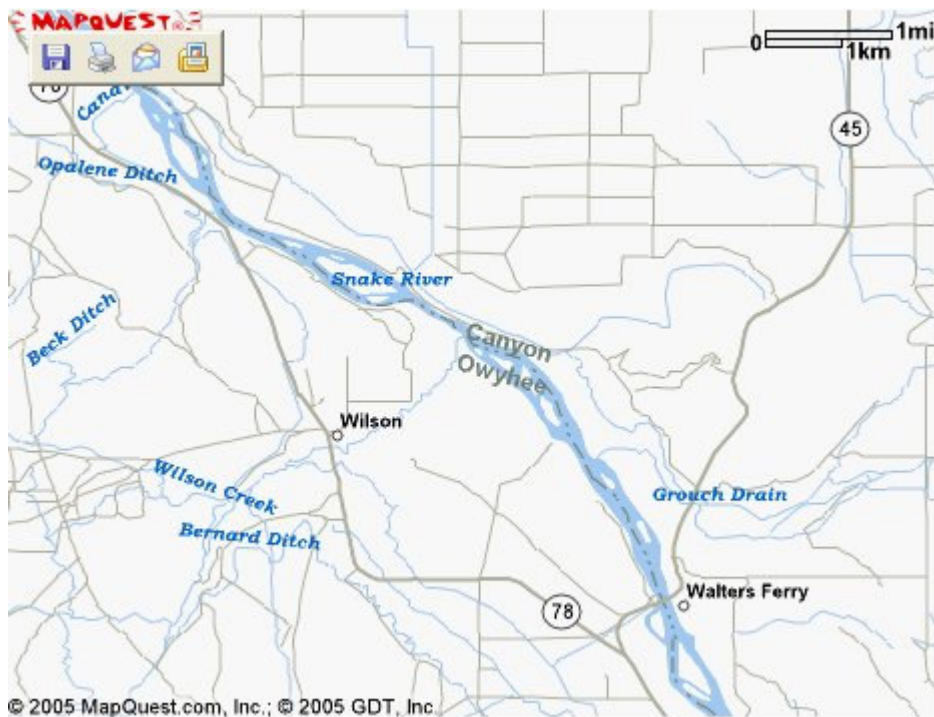 MAPQUEST
0 1mi
1km
45
Opalene Ditch
Snake River
Beck Ditch
Canyon
Owyhee
Wilson
Wilson Creek
Grouch Drain
Bernard Ditch
78
Walters Ferry
© 2005 MapQuest.com, Inc.; © 2005 GDT, Inc.